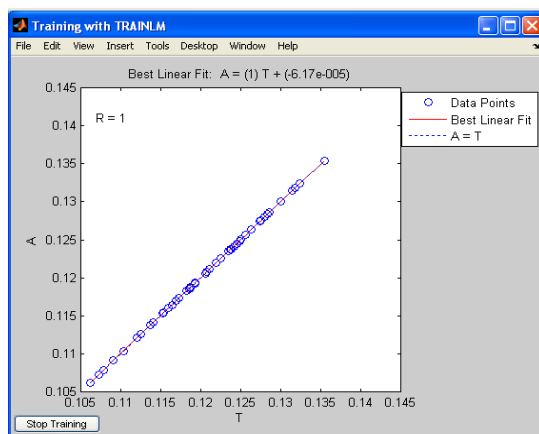 Training with TRAINLM
File Edit View Insert Tools Desktop Window Help
Best Linear Fit: A = (1) T + (-6.17e-005)
R = 1
Data Points
Best Linear Fit
A = T
A
0.145
0.14
0.135
0.13
0.125
0.12
0.115
0.11
0.105
0.105 0.11 0.115 0.12 0.125 0.13 0.135 0.14 0.145
T
Stop Training